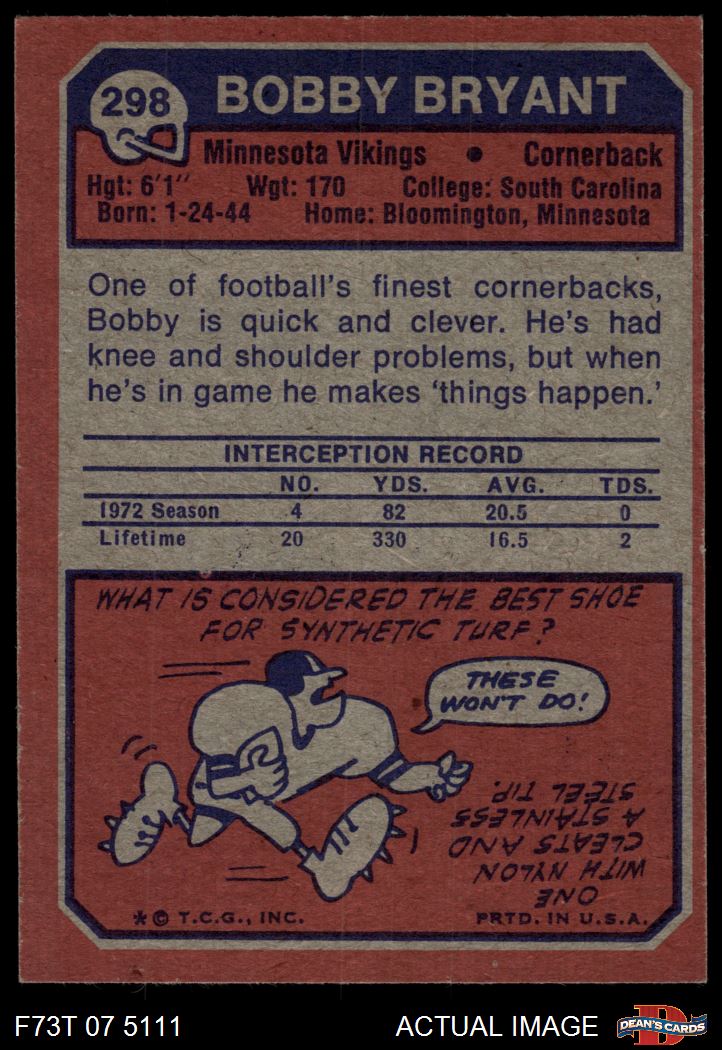 298
BOBBY BRYANT
Minnesota Vikings • Cornerback
Hgt: 6'1" Wgt: 170 College: South Carolina
Born: 1-24-44 Home: Bloomington, Minnesota
One of football's finest cornerbacks,
Bobby is quick and clever. He's had
knee and shoulder problems, but when
he's in game he makes 'things happen.'
INTERCEPTION RECORD
NO. YDS. AVG. TDS.
1972 Season 4 82 20.5 0
Lifetime 20 330 16.5 2
WHAT IS CONSIDERED THE BEST SHOE
FOR SYNTHETIC TURF?
THESE
WON'T DO!
ONE
WITH NYLON
CLEATS AND
A STAINLESS
STEEL TIP.
* © T.C.G., INC. PRTD. IN U.S.A.
F73T 07 5111 ACTUAL IMAGE
D
DEAN'S CARDS